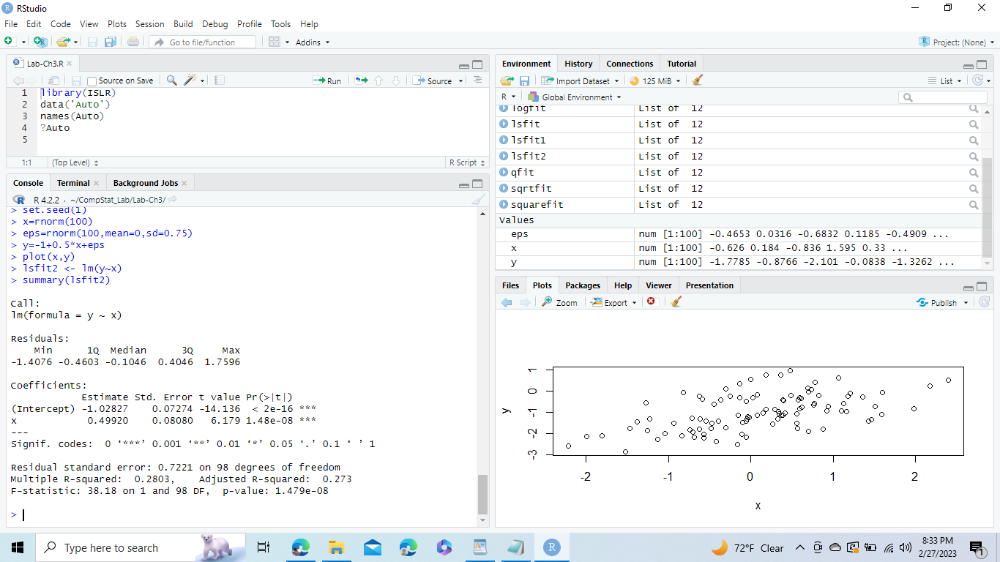 RStudio
File Edit Code View Plots Session Build Debug Profile Tools Help
Go to file/function Addins Project: (None)
Lab-Ch3.R
Source on Save Run Source
1 library(ISLR)
2 data('Auto')
3 names(Auto)
4 ?Auto
5
1:1 (Top Level) R Script
Console Terminal Background Jobs
R 4.2.2 · ~/CompStat_Lab/Lab-Ch3/
> set.seed(1)
> x=rnorm(100)
> eps=rnorm(100,mean=0,sd=0.75)
> y=-1+0.5*x+eps
> plot(x,y)
> lsfit2 <- lm(y~x)
> summary(lsfit2)
Call:
lm(formula = y ~ x)
Residuals:
Min 1Q Median 3Q Max
-1.4076 -0.4603 -0.1046 0.4046 1.7596
Coefficients:
Estimate Std. Error t value Pr(>|t|)
(Intercept) -1.02827 0.07274 -14.136 < 2e-16 ***
x 0.49920 0.08080 6.179 1.48e-08 ***
---
Signif. codes: 0 ‘***’ 0.001 ‘**’ 0.01 ‘*’ 0.05 ‘.’ 0.1 ‘ ’ 1
Residual standard error: 0.7221 on 98 degrees of freedom
Multiple R-squared: 0.2803, Adjusted R-squared: 0.273
F-statistic: 38.18 on 1 and 98 DF, p-value: 1.479e-08
>
Environment History Connections Tutorial
Import Dataset 125 MiB List
R Global Environment
logfit List of 12
lsfit List of 12
lsfit1 List of 12
lsfit2 List of 12
qfit List of 12
sqrtfit List of 12
squarefit List of 12
Values
eps num [1:100] -0.4653 0.0316 -0.6832 0.1185 -0.4909 ...
x num [1:100] -0.626 0.184 -0.836 1.595 0.33 ...
y num [1:100] -1.7785 -0.8766 -2.101 -0.0838 -1.3262 ...
Files Plots Packages Help Viewer Presentation
Zoom Export Publish
1
0
-1
-2
-3
y
-2 -1 0 1 2
x
Type here to search
72°F Clear
8:33 PM
2/27/2023
1